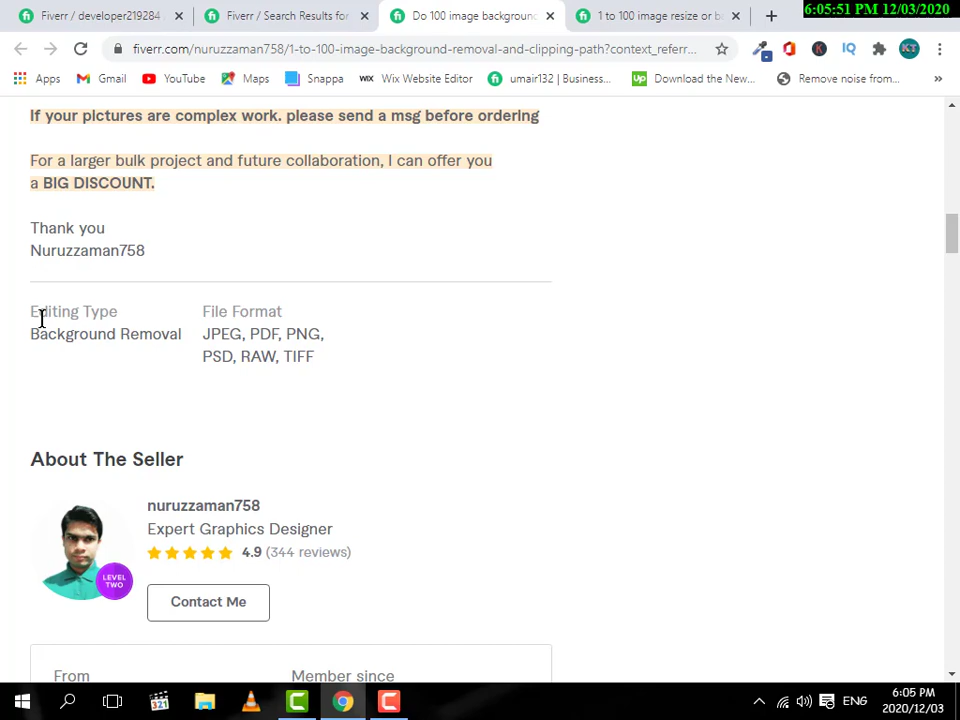 6:05:51 PM 12/03/2020
Fiverr / developer219284
Fiverr / Search Results for
Do 100 image background
1 to 100 image resize or b
fiverr.com/nuruzzaman758/1-to-100-image-background-removal-and-clipping-path?context_referr...
Apps
Gmail
YouTube
Maps
Snappa
WIX Wix Website Editor
umair132 | Business...
Up Download the New...
Remove noise from...
»
IQ
KT
If your pictures are complex work. please send a msg before ordering
For a larger bulk project and future collaboration, I can offer you
a BIG DISCOUNT.
Thank you
Nuruzzaman758
Editing Type
Background Removal
File Format
JPEG, PDF, PNG,
PSD, RAW, TIFF
About The Seller
nuruzzaman758
Expert Graphics Designer
4.9 (344 reviews)
LEVEL
TWO
Contact Me
From
Member since
321
ENG
6:05 PM
2020/12/03